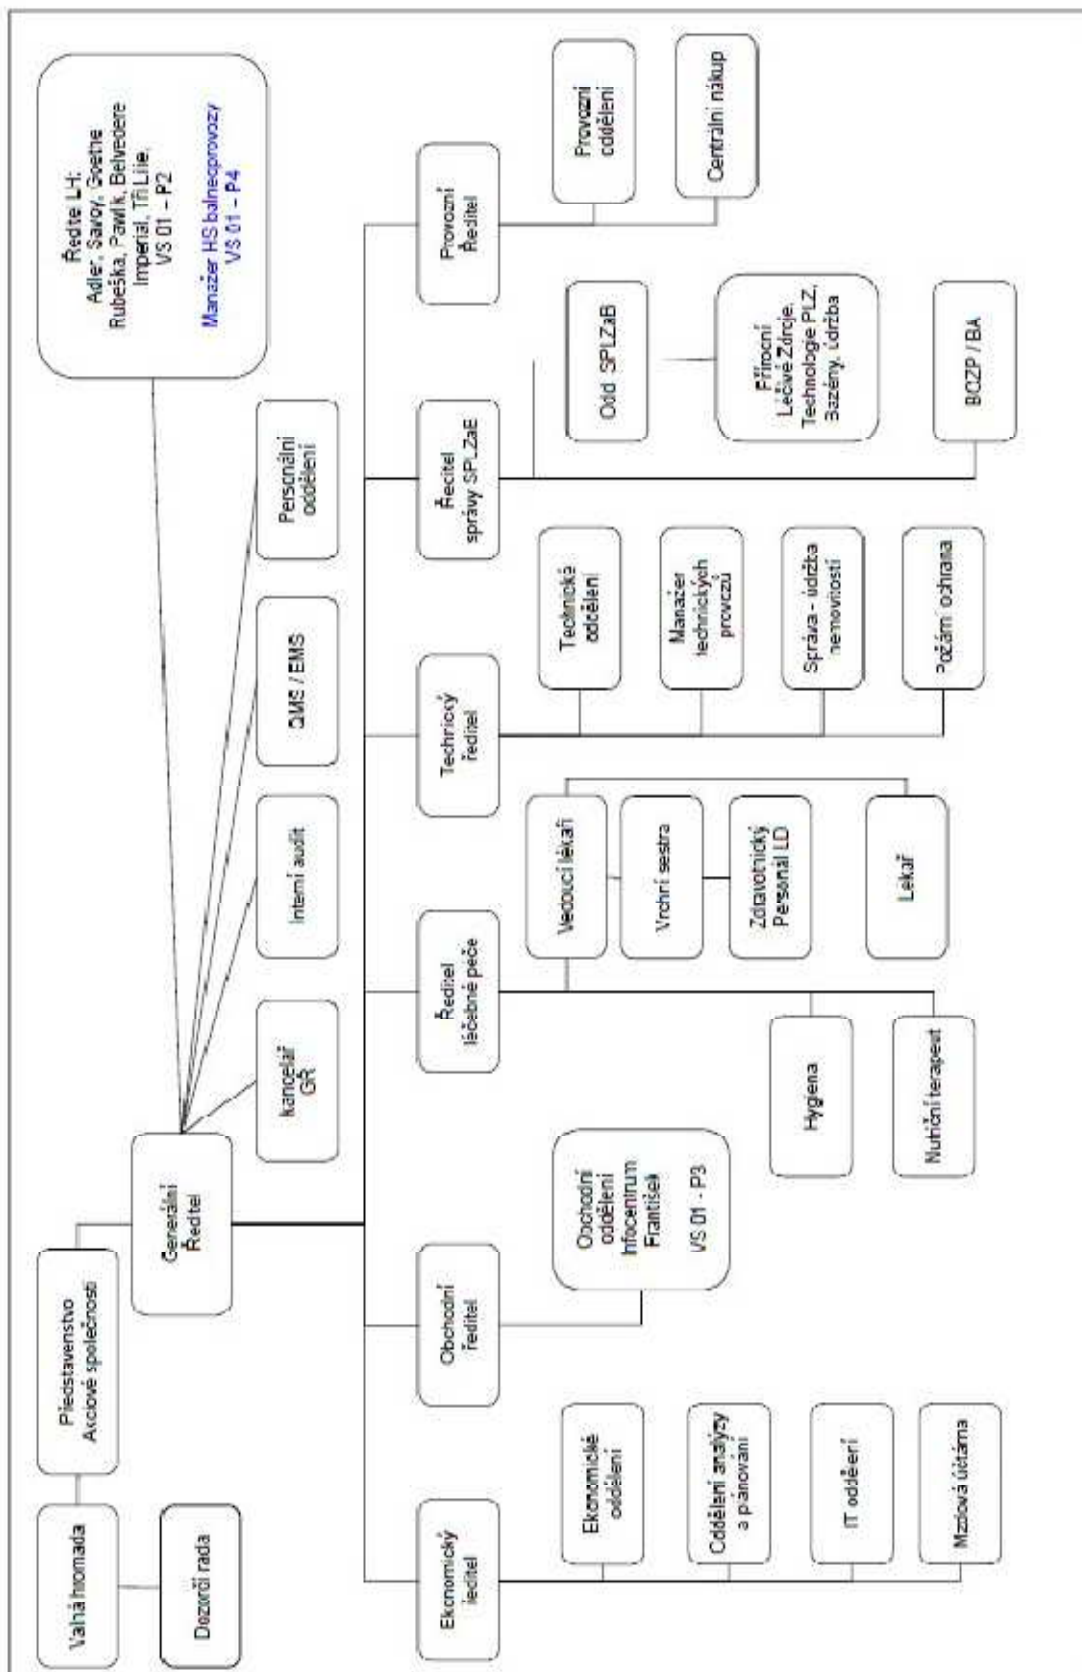 Valná hromada
Dozorčí rada
Představenstvo
Akciové společnosti
Generální
Ředitel
Ředitel LH:
Adler, Savoy, Goethe
Rubeška, Pawlik, Belvedere
Imperial, Tři Lilie,
VS 01 – P2
Manažer HS balneoprovozy
VS 01 – P4
kancelář
GŘ
Interní audit
QMS / EMS
Personální
oddělení
Ekonomický
ředitel
Obchodní
ředitel
Ředitel
léčebné péče
Technický
ředitel
Ředitel
správy SPLZaB
Provozní
Ředitel
Ekonomické
oddělení
Oddělení analýzy
a plánování
IT oddělení
Mzdová účtárna
Obchodní
oddělení
Infocentrum
František
VS 01 - P3
Vedoucí lékaři
Vrchní sestra
Zdravotnický
Personál LD
Lékař
Hygiena
Nutriční terapeut
Technické
oddělení
Manažer
technických
provozů
Správa - údržba
nemovitostí
Požární ochrana
Odd SPLZaB
Přírodní
Léčivé Zdroje,
Technologie PLZ,
Bazény, údržba
BOZP / BA
Provozní
oddělení
Centrální nákup